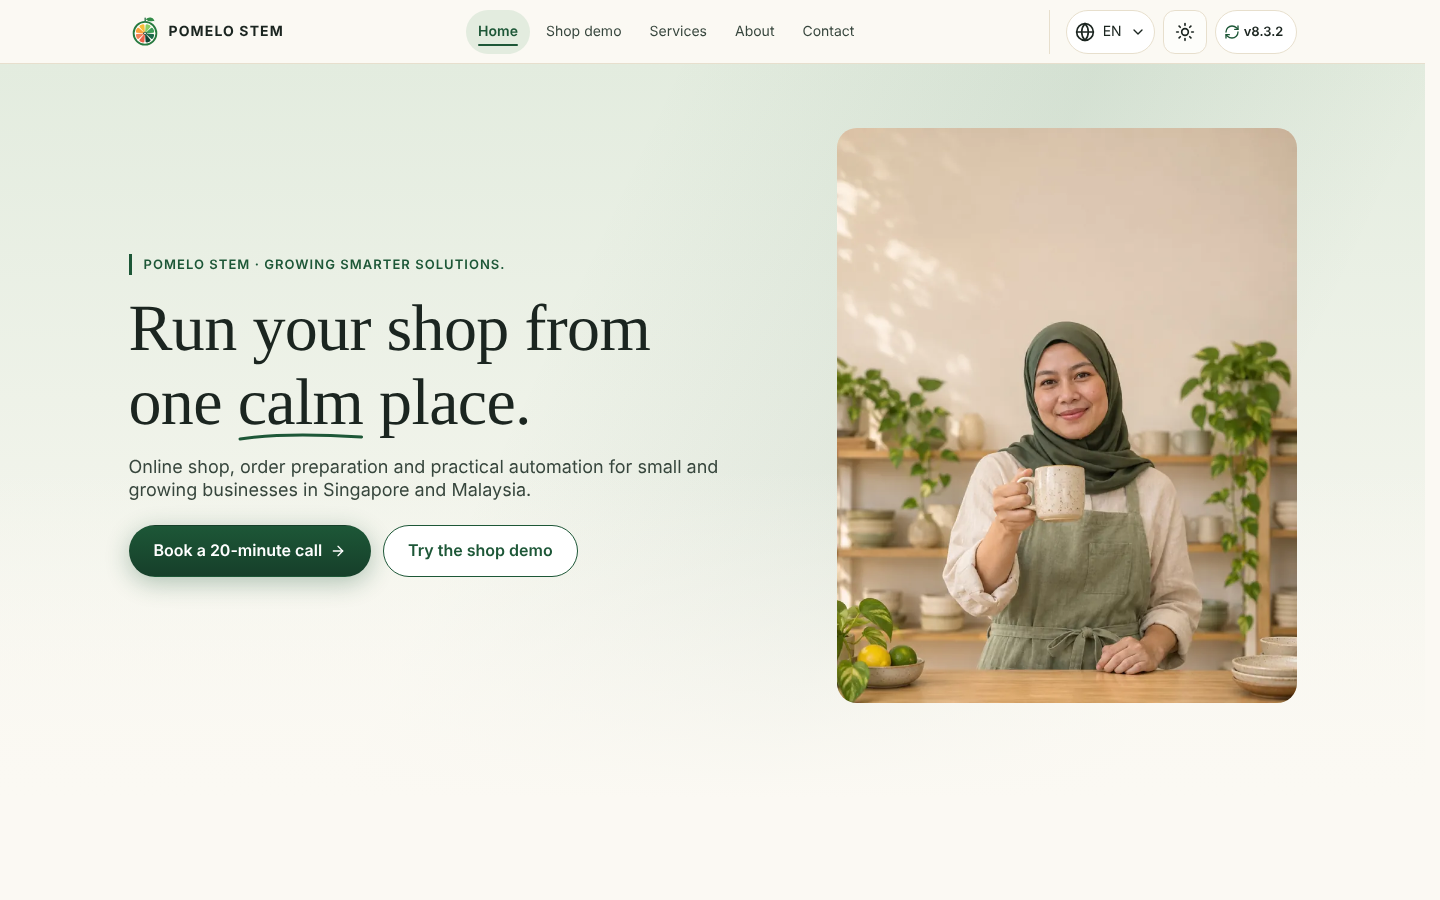 POMELO STEM
Home
Shop demo
Services
About
Contact
EN
v8.3.2
POMELO STEM · GROWING SMARTER SOLUTIONS.
Run your shop from
one calm place.
Online shop, order preparation and practical automation for small and
growing businesses in Singapore and Malaysia.
Book a 20-minute call →
Try the shop demo